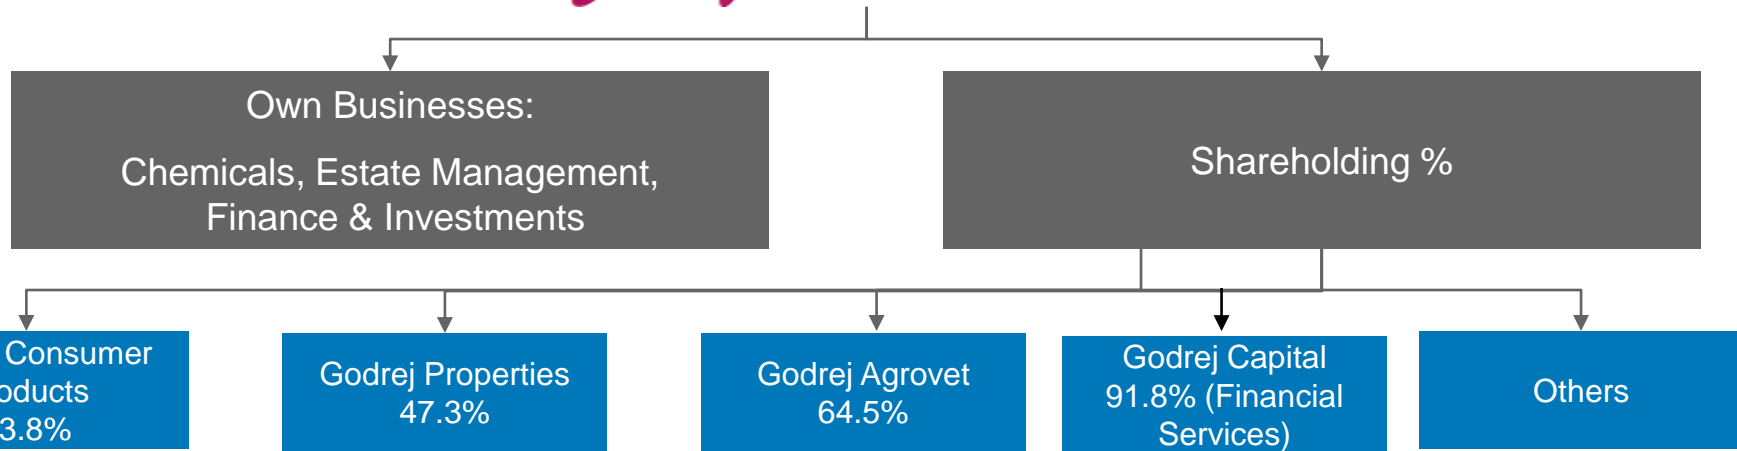 Own Businesses:
Chemicals, Estate Management,
Finance & Investments
Shareholding %
Consumer
oducts
3.8%
Godrej Properties
47.3%
Godrej Agrovet
64.5%
Godrej Capital
91.8% (Financial
Services)
Others